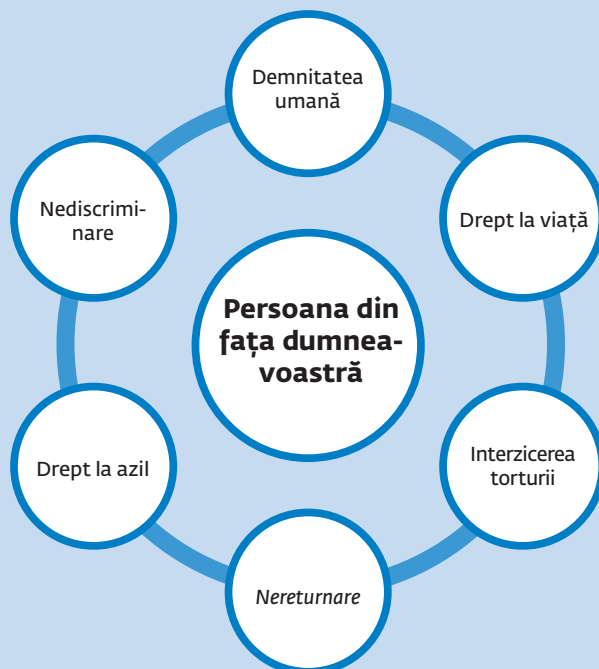 Demnitatea
umană
Nediscrimi-
nare
Drept la viață
Persoana din
fața dumnea-
voastră
Drept la azil
Interzicerea
torturii
Nereturnare